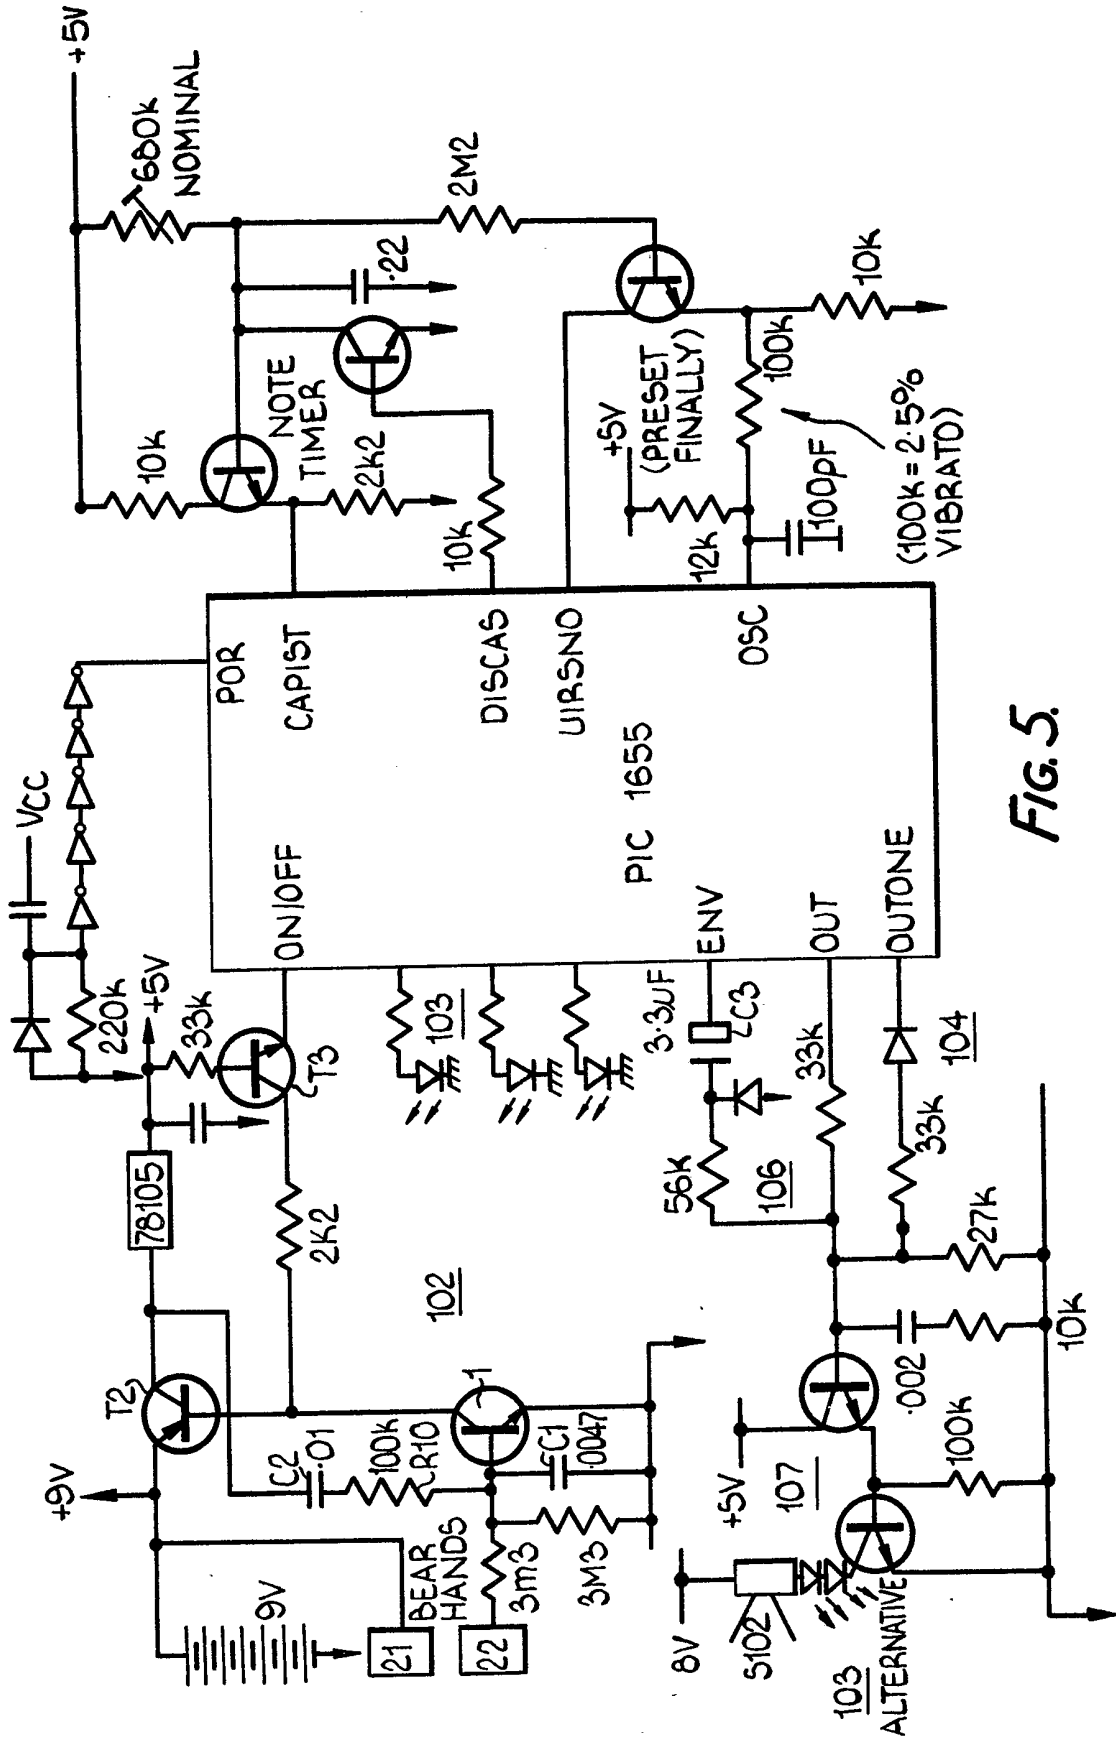 +9V
T2
78105
+5V
VCC
+5V
9V
220k
33k
680k
NOMINAL
10k
C2
.01
100k
R10
1
2K2
T3
ON/OFF
POR
CAPIST
NOTE
TIMER
2k2
.22
BEAR
HANDS
21
22
3m3
3M3
C1
.0047
102
103
DISCAS
10k
2M2
UIRSNO
PIC 1655
8V
5102
103
ALTERNATIVE
+5V
107
56k
106
3.3UF
C3
ENV
33k
OUT
OUTONE
104
33k
.002
27k
100k
10k
OSC
+5V
(PRESET
FINALLY)
12k
100pF
100k
10k
(100k=2.5%
VIBRATO)
FIG. 5.